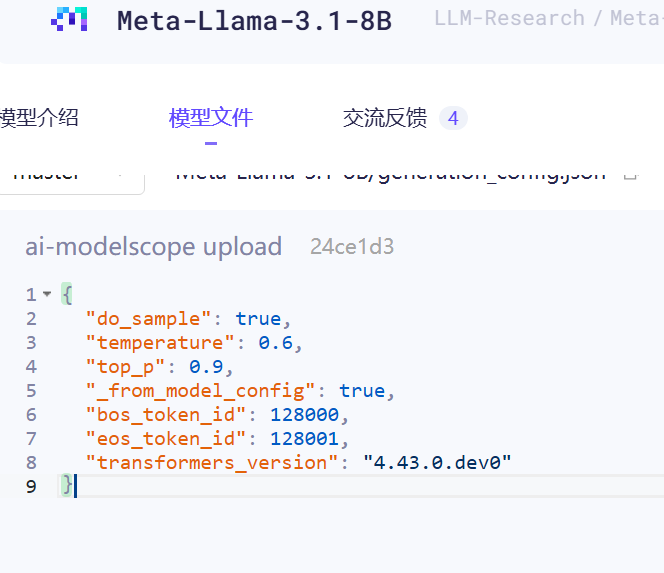 Meta-Llama-3.1-8B LLM-Research / Meta-
模型介绍 模型文件 交流反馈 4
master Meta-Llama-3.1-8B/generation_config.json
ai-modelscope upload 24ce1d3
1 {
2 "do_sample": true,
3 "temperature": 0.6,
4 "top_p": 0.9,
5 "_from_model_config": true,
6 "bos_token_id": 128000,
7 "eos_token_id": 128001,
8 "transformers_version": "4.43.0.dev0"
9 }